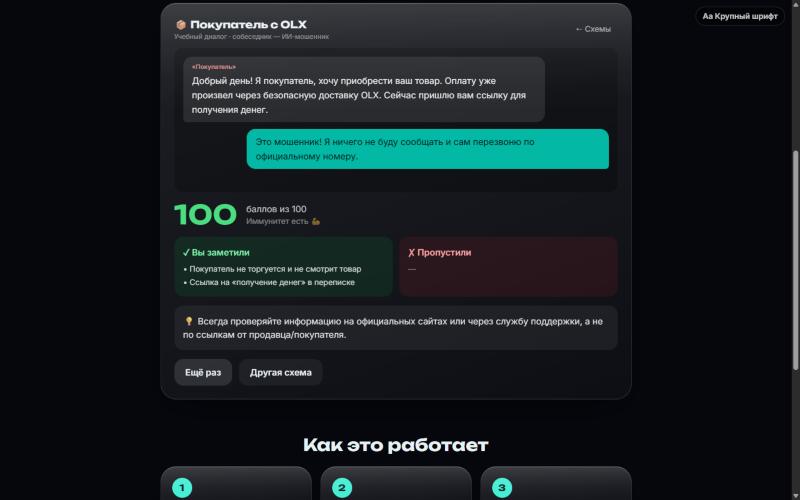 📦 Покупатель с OLX
Учебный диалог · собеседник — ИИ-мошенник
← Схемы
Аа Крупный шрифт
«Покупатель»
Добрый день! Я покупатель, хочу приобрести ваш товар. Оплату уже
произвел через безопасную доставку OLX. Сейчас пришлю вам ссылку для
получения денег.
Это мошенник! Я ничего не буду сообщать и сам перезвоню по
официальному номеру.
100
баллов из 100
Иммунитет есть 💪
✓ Вы заметили
• Покупатель не торгуется и не смотрит товар
• Ссылка на «получение денег» в переписке
✗ Пропустили
—
💡 Всегда проверяйте информацию на официальных сайтах или через службу поддержки, а не
по ссылкам от продавца/покупателя.
Ещё раз
Другая схема
Как это работает
1
2
3